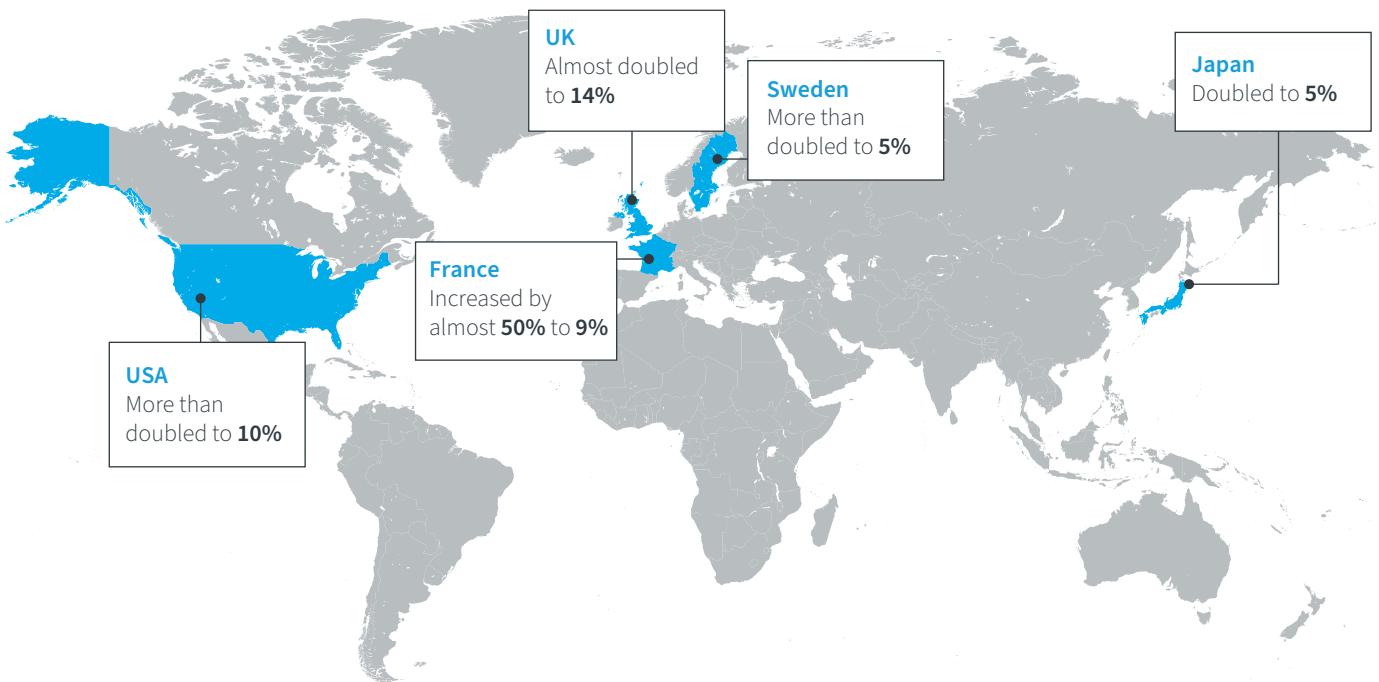 UK
Almost doubled
to 14%
Sweden
More than
doubled to 5%
Japan
Doubled to 5%
France
Increased by
almost 50% to 9%
USA
More than
doubled to 10%